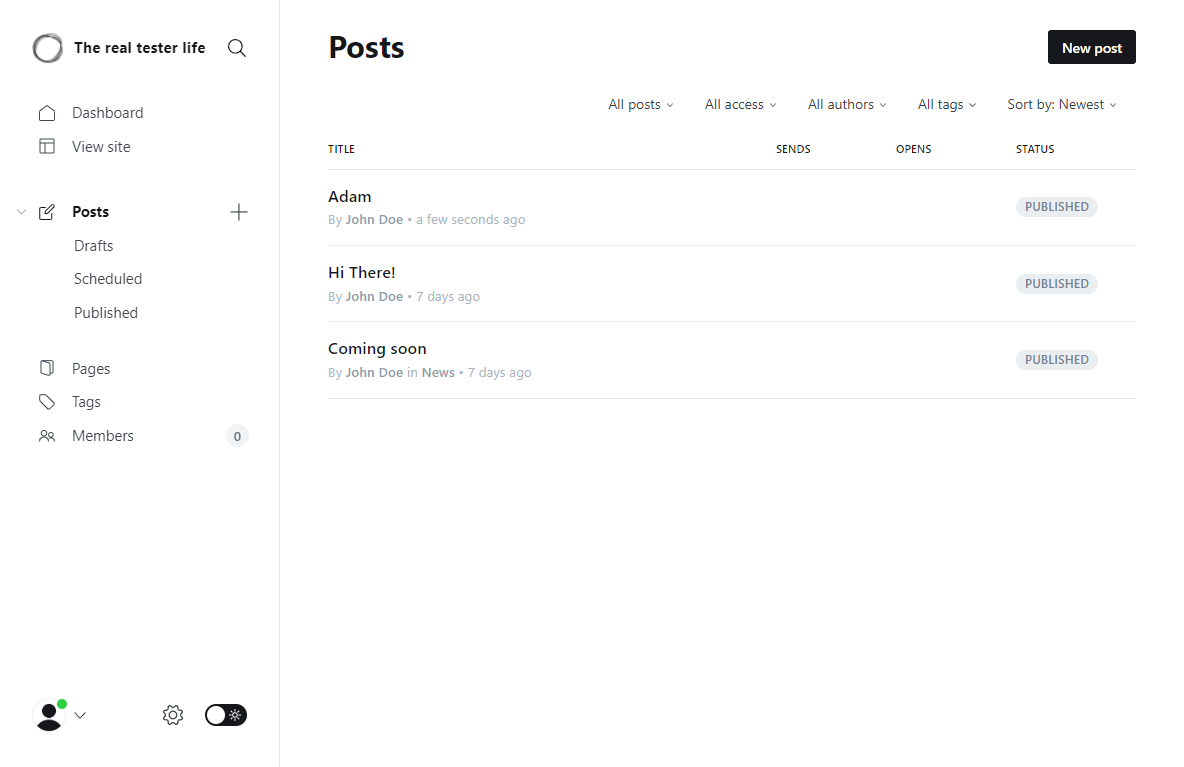 The real tester life
Dashboard
View site
Posts
Drafts
Scheduled
Published
Pages
Tags
Members
0
Posts
New post
All posts
All access
All authors
All tags
Sort by: Newest
TITLE
SENDS
OPENS
STATUS
Adam
By John Doe • a few seconds ago
PUBLISHED
Hi There!
By John Doe • 7 days ago
PUBLISHED
Coming soon
By John Doe in News • 7 days ago
PUBLISHED